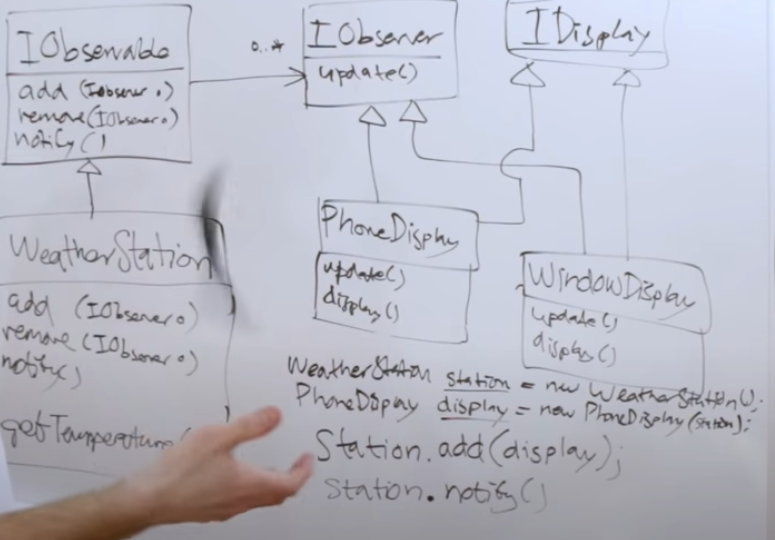 IObservable
add (IObserver o)
remove (IObserver o)
notify()
0..*
IObserver
update()
IDisplay
WeatherStation
add (IObserver o)
remove (IObserver o)
notify()
getTemperature(
PhoneDisplay
update()
display()
WindowDisplay
update()
display()
WeatherStation station = new WeatherStation();
PhoneDisplay display = new PhoneDisplay(station);
Station.add(display);
Station.notify()